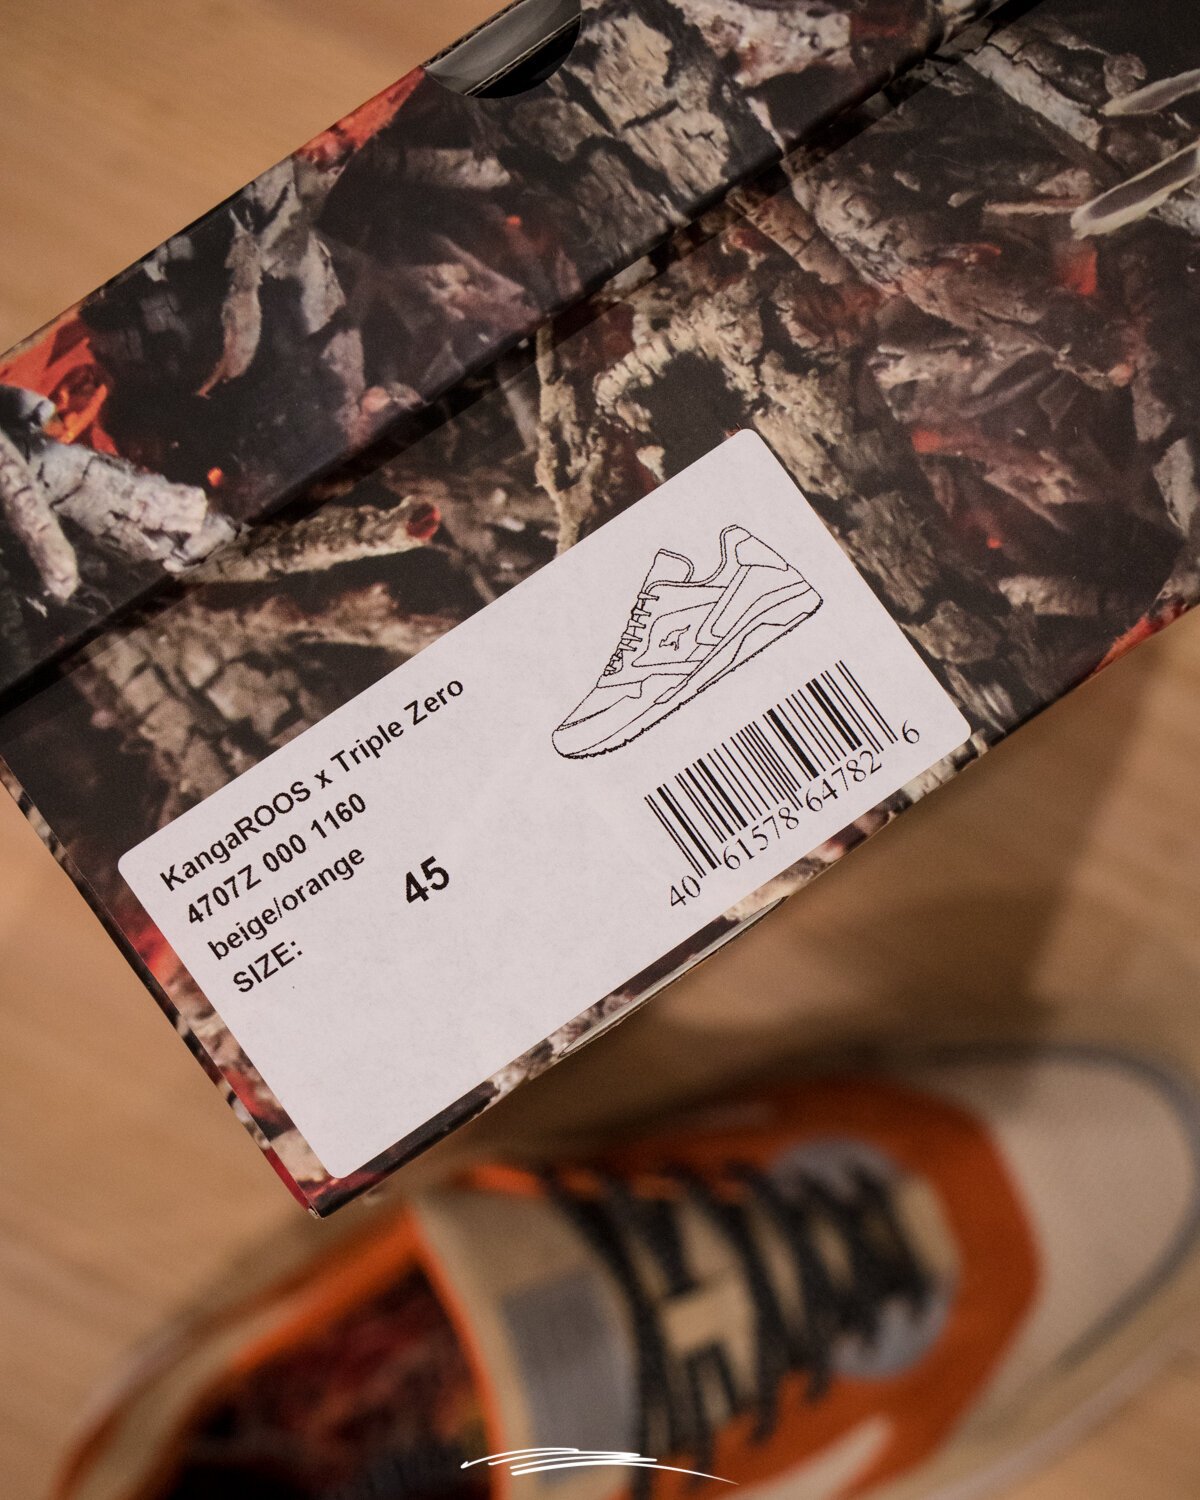 KangaROOS x Triple Zero
4707Z 000 1160
beige/orange
SIZE: 45
40 61578 64782 6